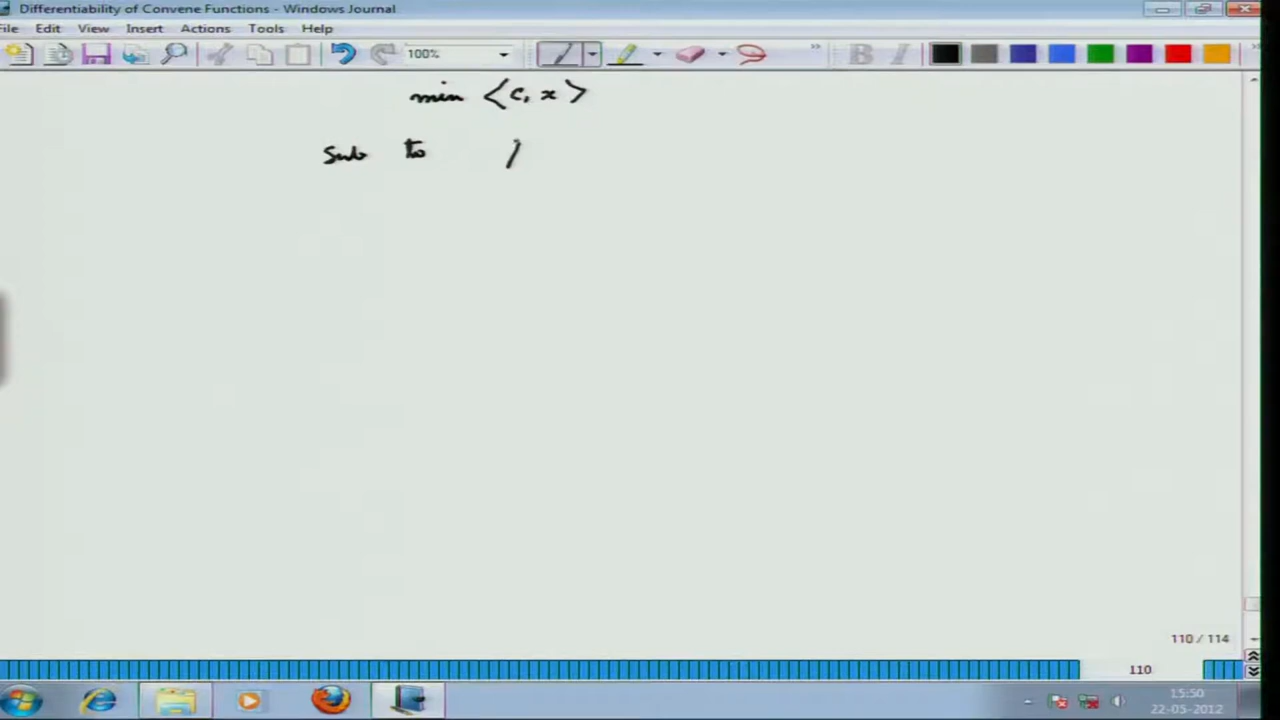 Differentiability of Convene Functions - Windows Journal
File Edit View Insert Actions Tools Help
100%
B I
min <c, x>
Sub to
110 / 114
110
15:50
22-05-2012